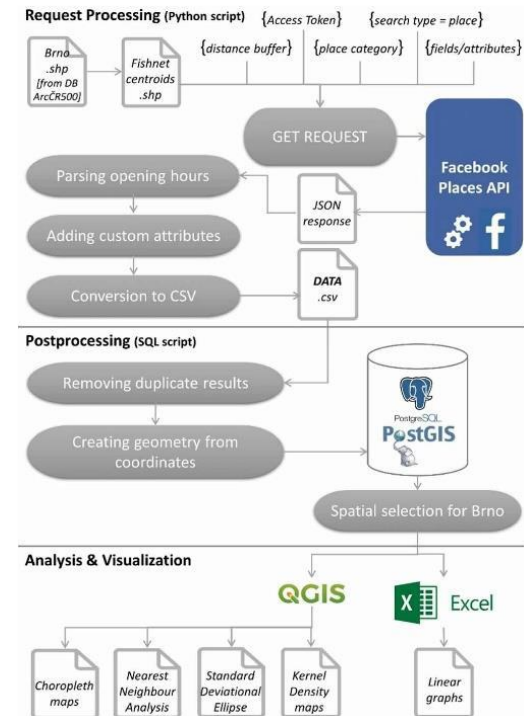 Request Processing (Python script)
{Access Token}
{search type = place}
{distance buffer}
{place category}
{fields/attributes}
Brno
.shp
[from DB
ArcČR500]
Fishnet
centroids
.shp
GET REQUEST
Facebook
Places API
Parsing opening hours
JSON
response
Adding custom attributes
Conversion to CSV
DATA
.csv
Postprocessing (SQL script)
Removing duplicate results
Creating geometry from
coordinates
PostgreSQL
PostGIS
Spatial selection for Brno
Analysis & Visualization
QGIS
X
Excel
Choropleth
maps
Nearest
Neighbour
Analysis
Standard
Deviational
Ellipse
Kernel
Density
maps
Linear
graphs